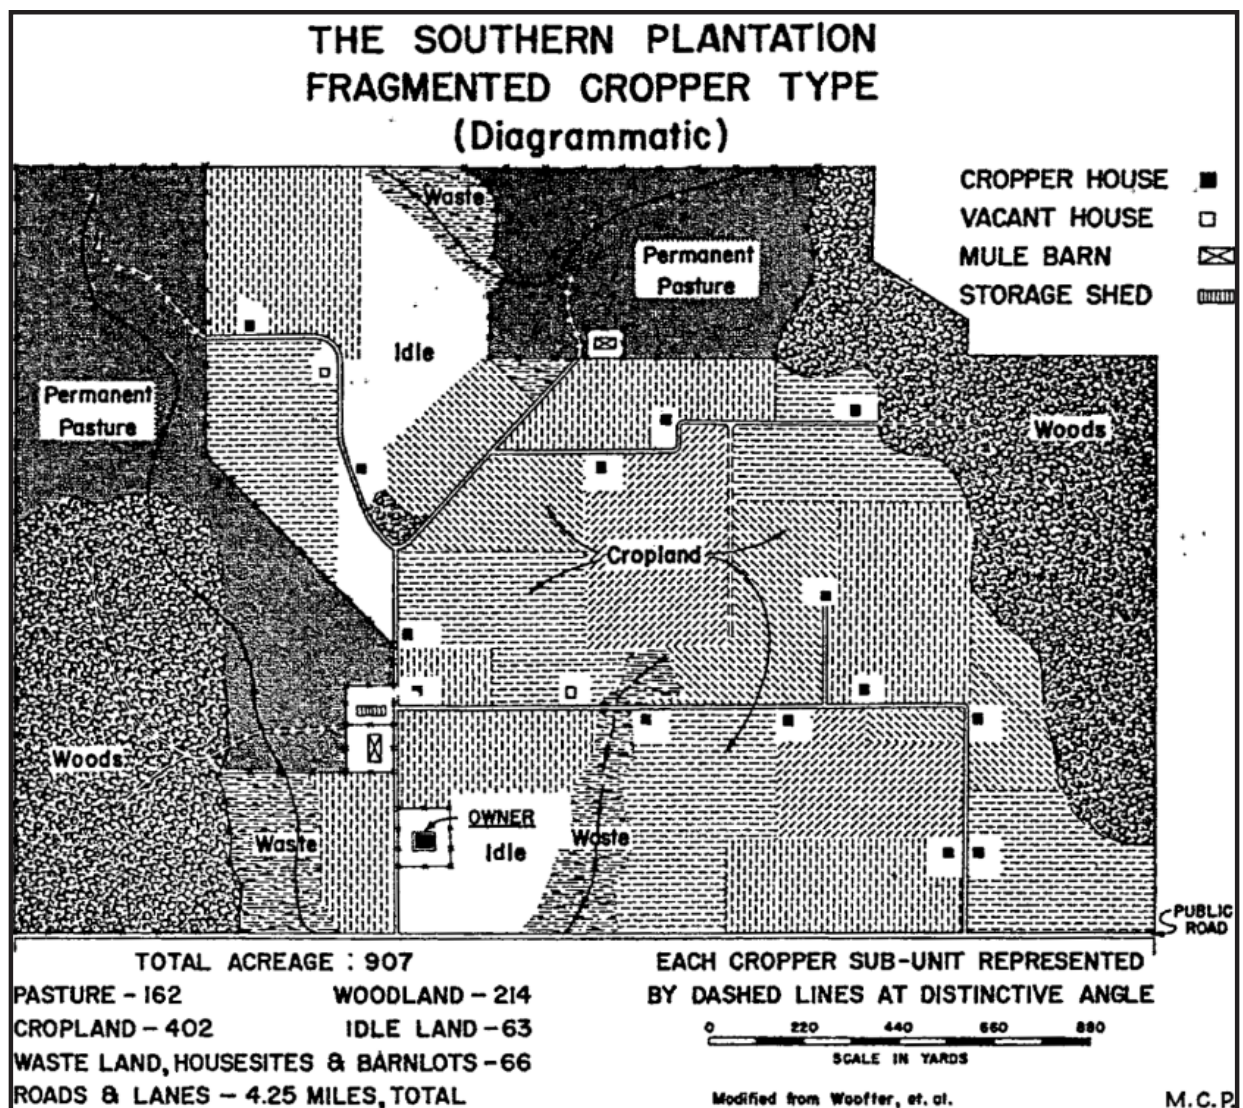 THE SOUTHERN PLANTATION
FRAGMENTED CROPPER TYPE
(Diagrammatic)
CROPPER HOUSE
VACANT HOUSE
MULE BARN
STORAGE SHED
Waste
Permanent
Pasture
Idle
Permanent
Pasture
Woods
Cropland
Woods
OWNER
Idle
Waste
Waste
PUBLIC
ROAD
TOTAL ACREAGE : 907
PASTURE - 162 WOODLAND - 214
CROPLAND - 402 IDLE LAND - 63
WASTE LAND, HOUSESITES & BARNLOTS - 66
ROADS & LANES - 4.25 MILES, TOTAL
EACH CROPPER SUB-UNIT REPRESENTED
BY DASHED LINES AT DISTINCTIVE ANGLE
0 220 440 660 880
SCALE IN YARDS
Modified from Woofter, et. al.
M.C.P.